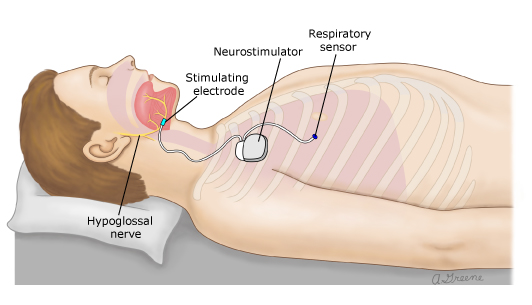 Respiratory
sensor
Neurostimulator
Stimulating
electrode
Hypoglossal
nerve
A. Greene